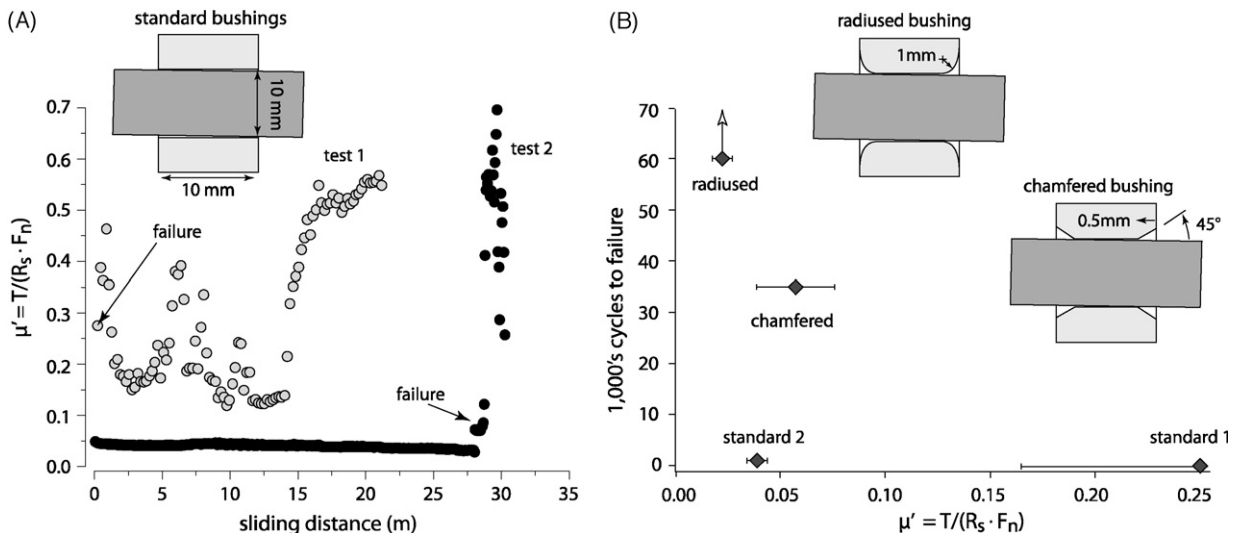 (A)
standard bushings
10 mm
10 mm
0.7
0.6
0.5
0.4
0.3
0.2
0.1
0.0
μ' = T/(Rs · Fn)
test 1
test 2
failure
failure
0
5
10
15
20
25
30
35
sliding distance (m)
(B)
radiused bushing
1mm
70
60
50
40
30
20
10
0
1,000's cycles to failure
radiused
chamfered bushing
0.5mm
45°
chamfered
standard 2
standard 1
0.00
0.05
0.10
0.15
0.20
0.25
μ' = T/(Rs · Fn)